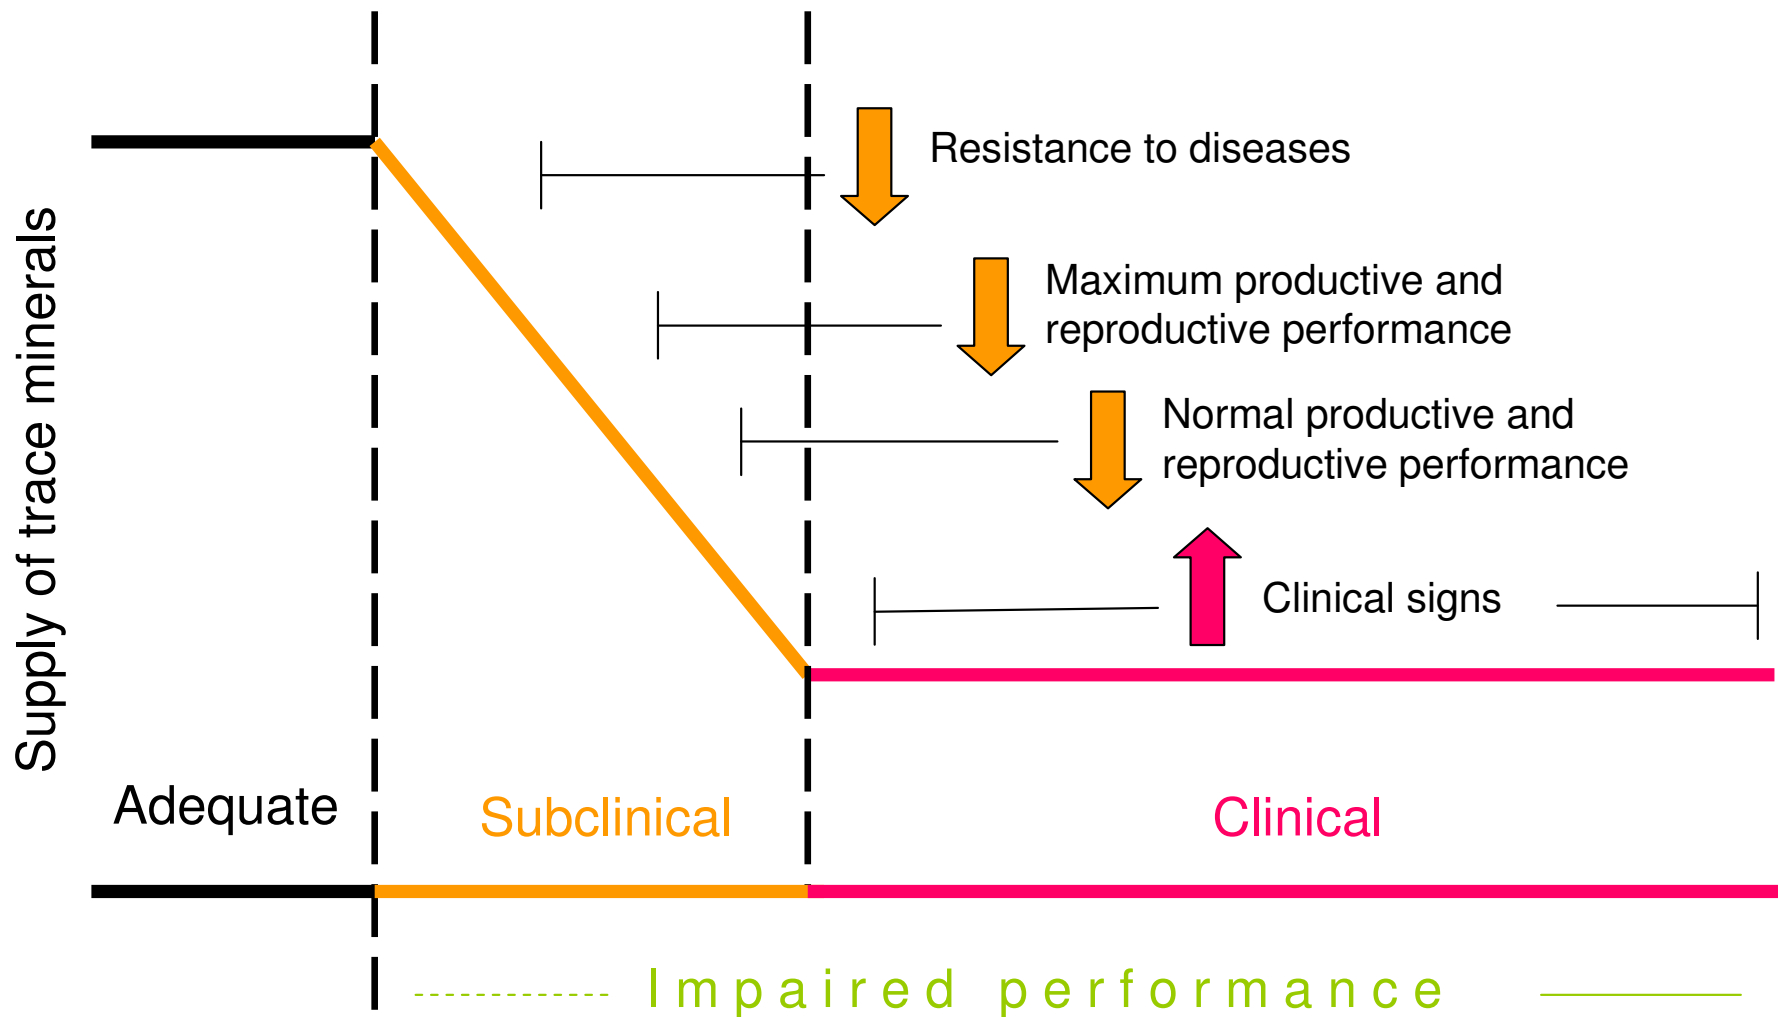 Supply of trace minerals
Resistance to diseases
Maximum productive and
reproductive performance
Normal productive and
reproductive performance
Clinical signs
Adequate
Subclinical
Clinical
Impaired performance